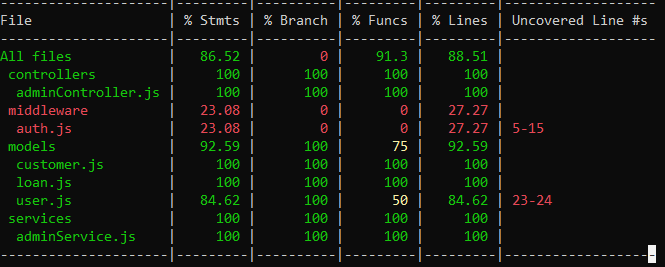 --------------------|---------|----------|---------|---------|-------------------
File                | % Stmts | % Branch | % Funcs | % Lines | Uncovered Line #s
--------------------|---------|----------|---------|---------|-------------------
All files           |   86.52 |        0 |    91.3 |   88.51 |
 controllers        |     100 |      100 |     100 |     100 |
  adminController.js |     100 |      100 |     100 |     100 |
 middleware         |   23.08 |        0 |       0 |   27.27 |
  auth.js           |   23.08 |        0 |       0 |   27.27 | 5-15
 models             |   92.59 |      100 |      75 |   92.59 |
  customer.js       |     100 |      100 |     100 |     100 |
  loan.js           |     100 |      100 |     100 |     100 |
  user.js           |   84.62 |      100 |      50 |   84.62 | 23-24
 services           |     100 |      100 |     100 |     100 |
  adminService.js   |     100 |      100 |     100 |     100 |
--------------------|---------|----------|---------|---------|-------------------